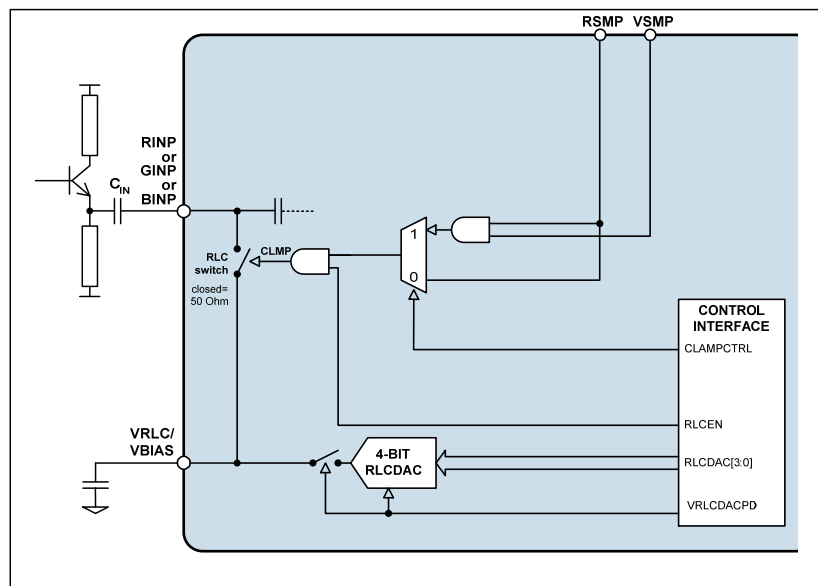 RSMP VSMP
RINP
or
GINP
or
BINP
CIN
1
0
CLMP
RLC
switch
closed=
50 Ohm
CONTROL
INTERFACE
CLAMPCTRL
RLCEN
RLCDAC[3:0]
VRLCDACPD
VRLC/
VBIAS
4-BIT
RLCDAC